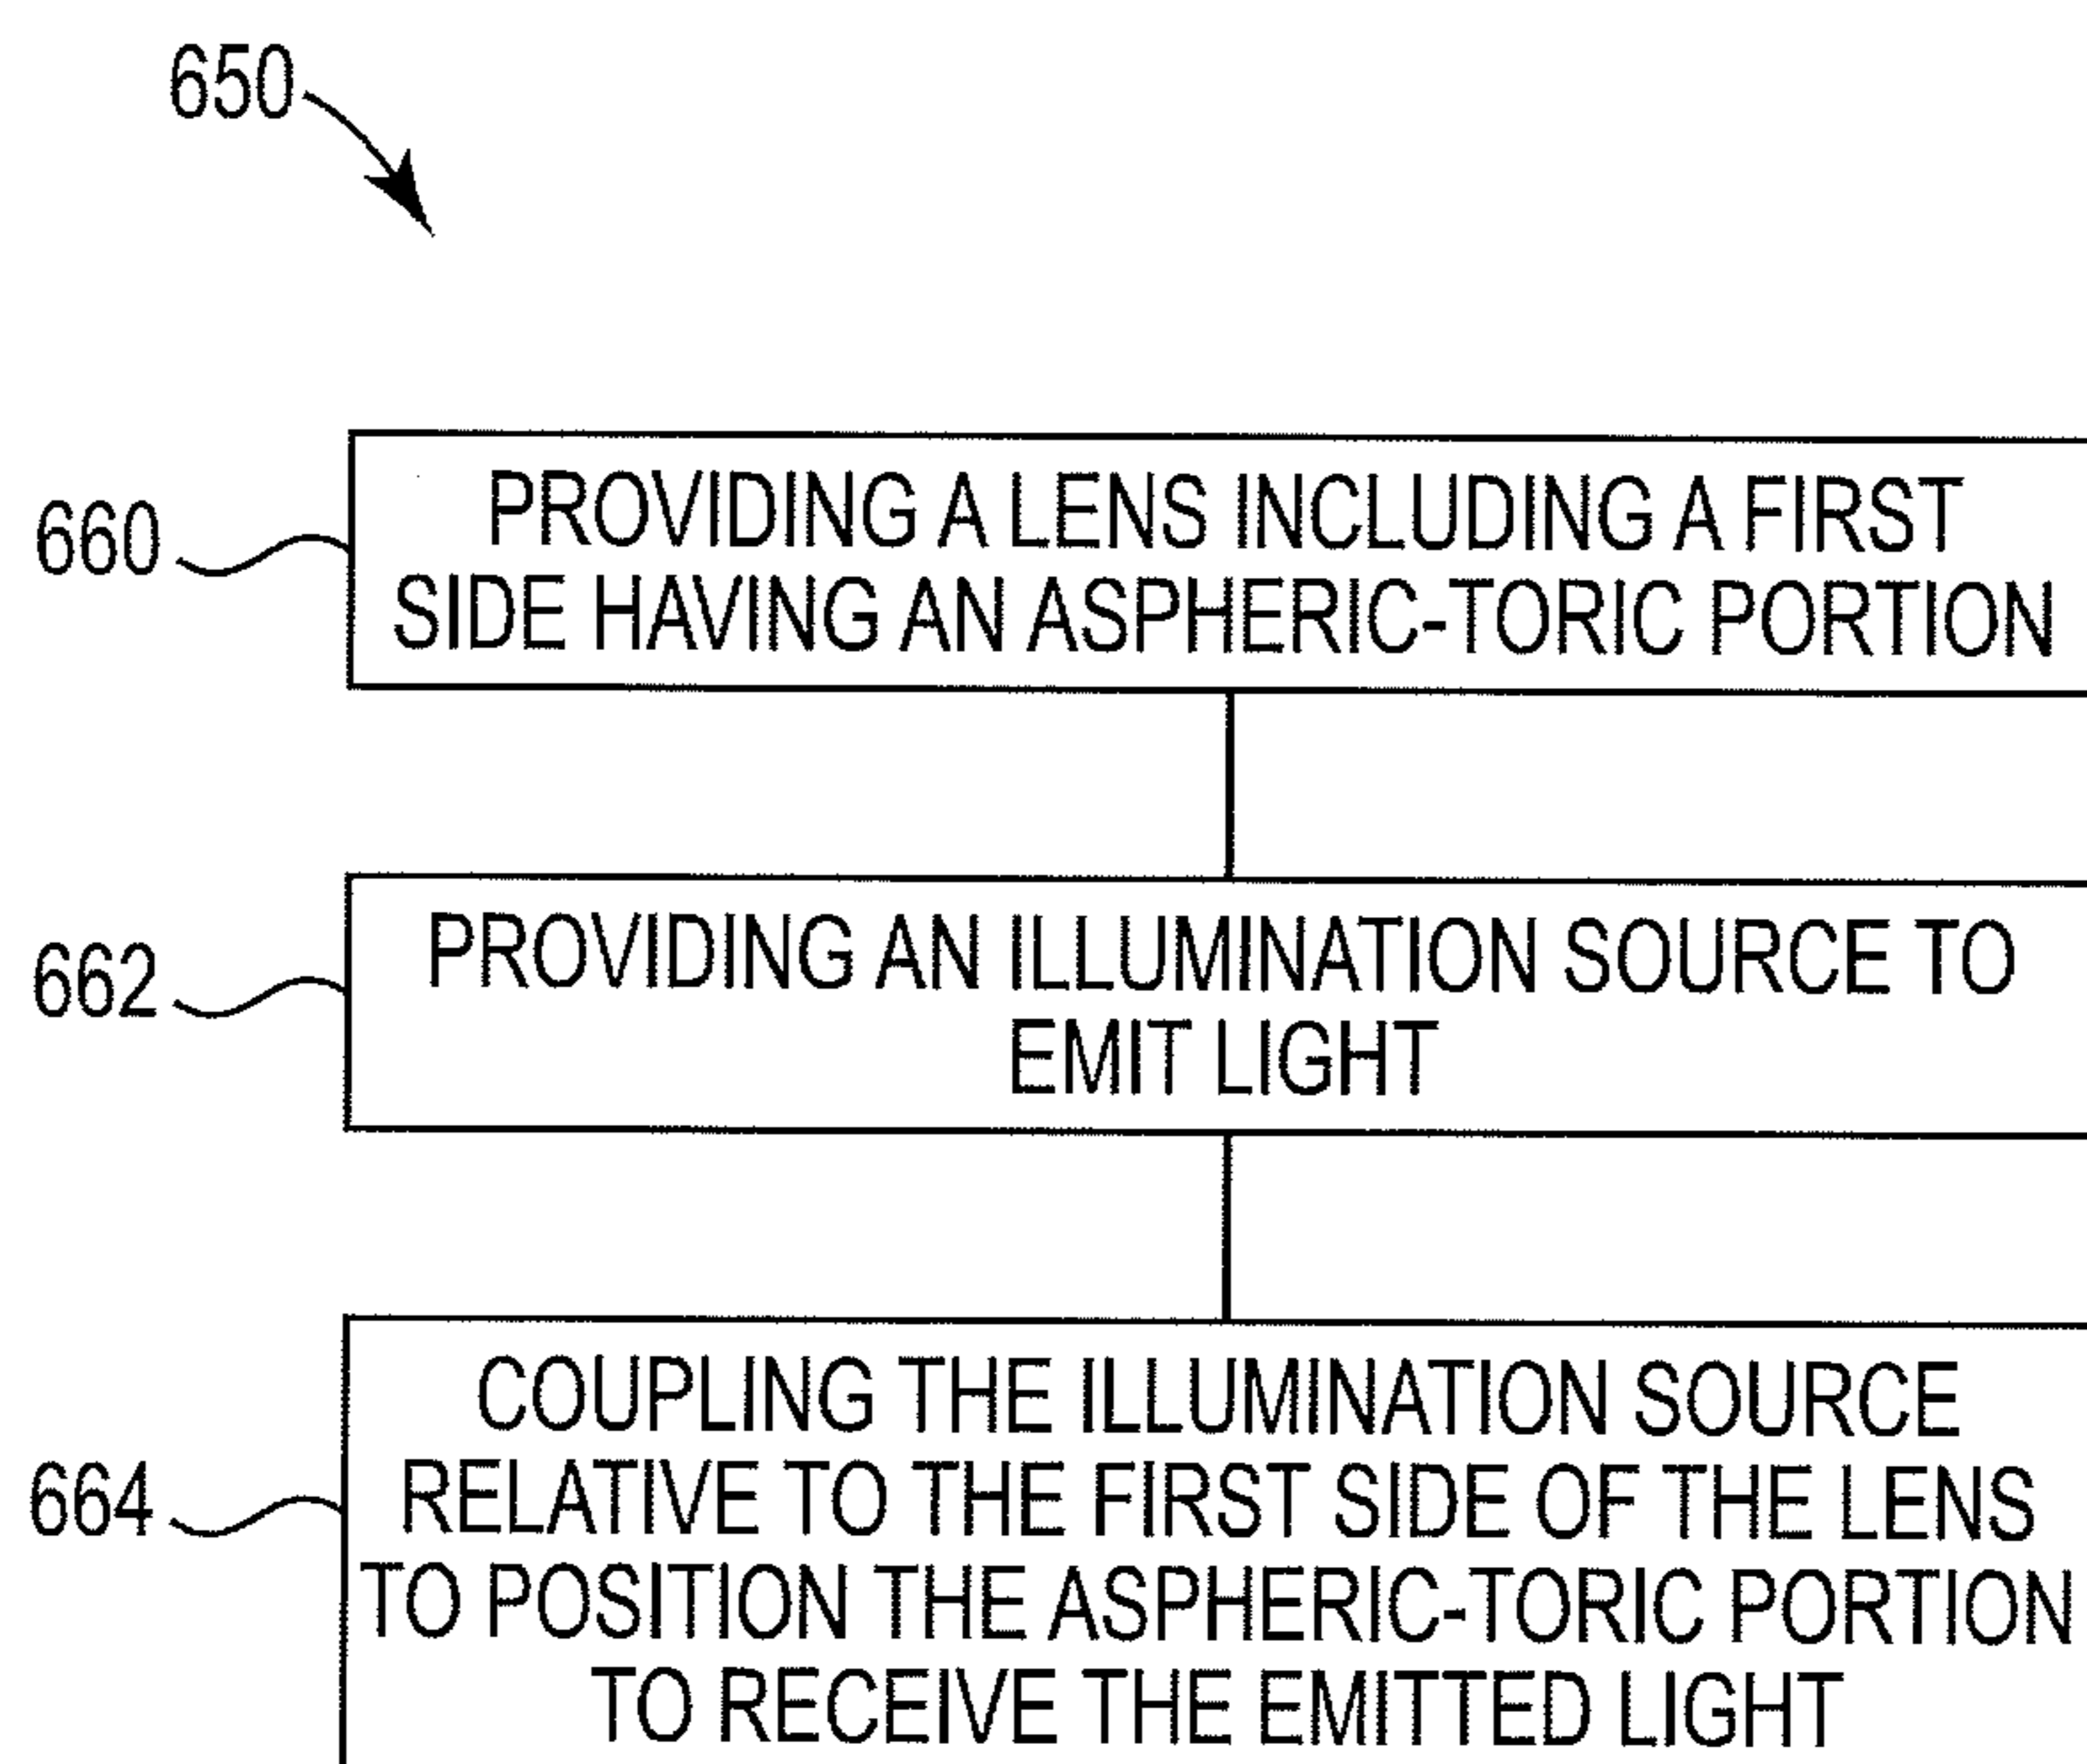 650
660
PROVIDING A LENS INCLUDING A FIRST
SIDE HAVING AN ASPHERIC-TORIC PORTION
662
PROVIDING AN ILLUMINATION SOURCE TO
EMIT LIGHT
664
COUPLING THE ILLUMINATION SOURCE
RELATIVE TO THE FIRST SIDE OF THE LENS
TO POSITION THE ASPHERIC-TORIC PORTION
TO RECEIVE THE EMITTED LIGHT